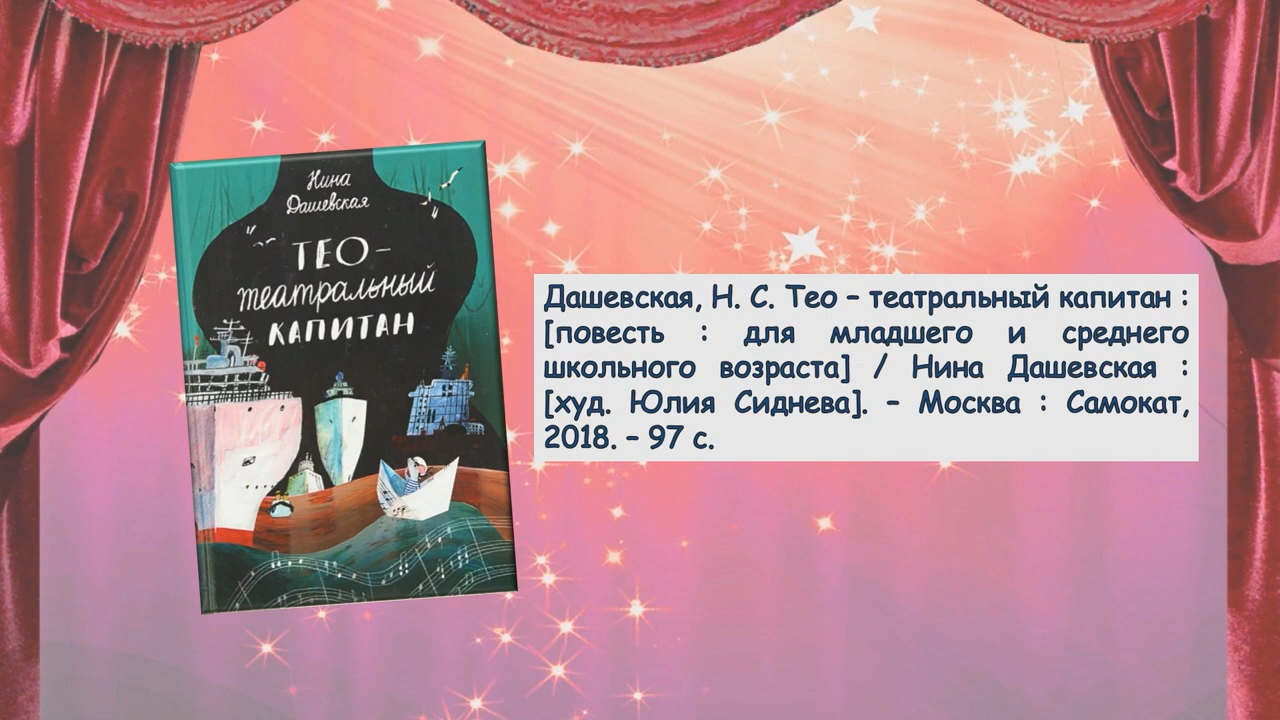 Нина
Дашевская
ТЕО-
театральный
КАПИТАН
Дашевская, Н. С. Тео – театральный капитан :
[повесть : для младшего и среднего
школьного возраста] / Нина Дашевская :
[худ. Юлия Сиднева]. – Москва : Самокат,
2018. – 97 с.